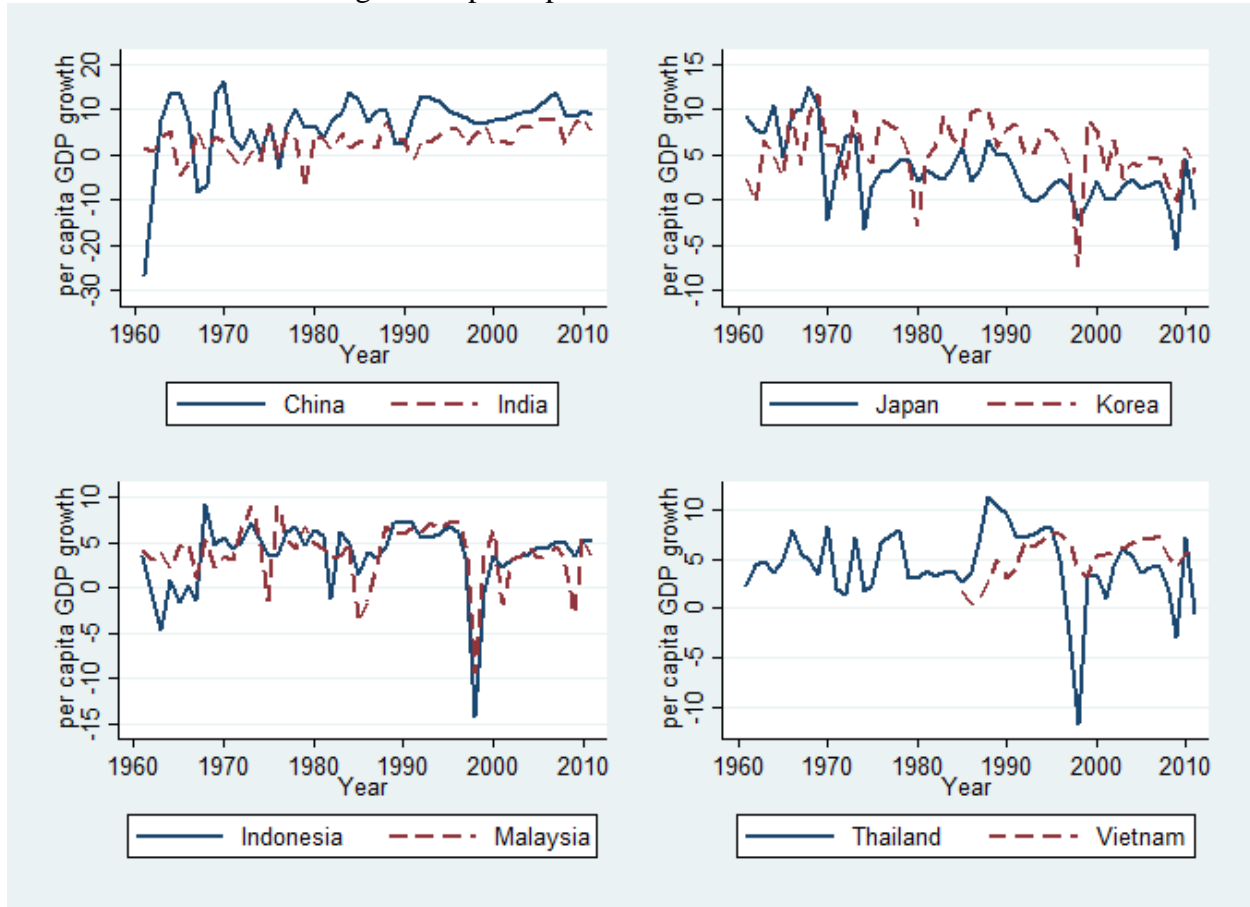 per capita GDP growth
20
10
0
-10
-20
-30
1960 1970 1980 1990 2000 2010
Year
China India
per capita GDP growth
15
10
5
0
-5
-10
1960 1970 1980 1990 2000 2010
Year
Japan Korea
per capita GDP growth
10
5
0
-5
-10
-15
1960 1970 1980 1990 2000 2010
Year
Indonesia Malaysia
per capita GDP growth
10
5
0
-5
-10
1960 1970 1980 1990 2000 2010
Year
Thailand Vietnam